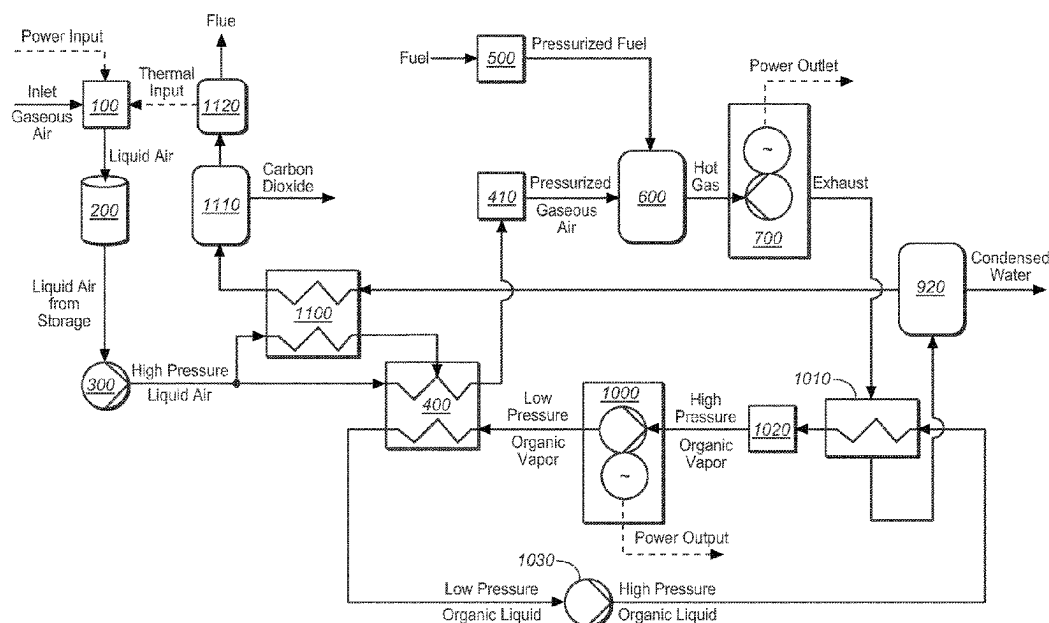 Flue
Power Input
Fuel
500
Pressurized Fuel
Power Outlet
Thermal
Input
1120
Inlet
Gaseous
Air
100
Liquid Air
Carbon
Dioxide
1110
200
410
Pressurized
Gaseous
Air
600
Hot
Gas
Exhaust
700
Condensed
Water
920
Liquid Air
from
Storage
1100
300
High Pressure
Liquid Air
400
Low
Pressure
Organic
Vapor
1000
High
Pressure
Organic
Vapor
1020
1010
~
~
Power Output
1030
Low Pressure
Organic Liquid
High Pressure
Organic Liquid